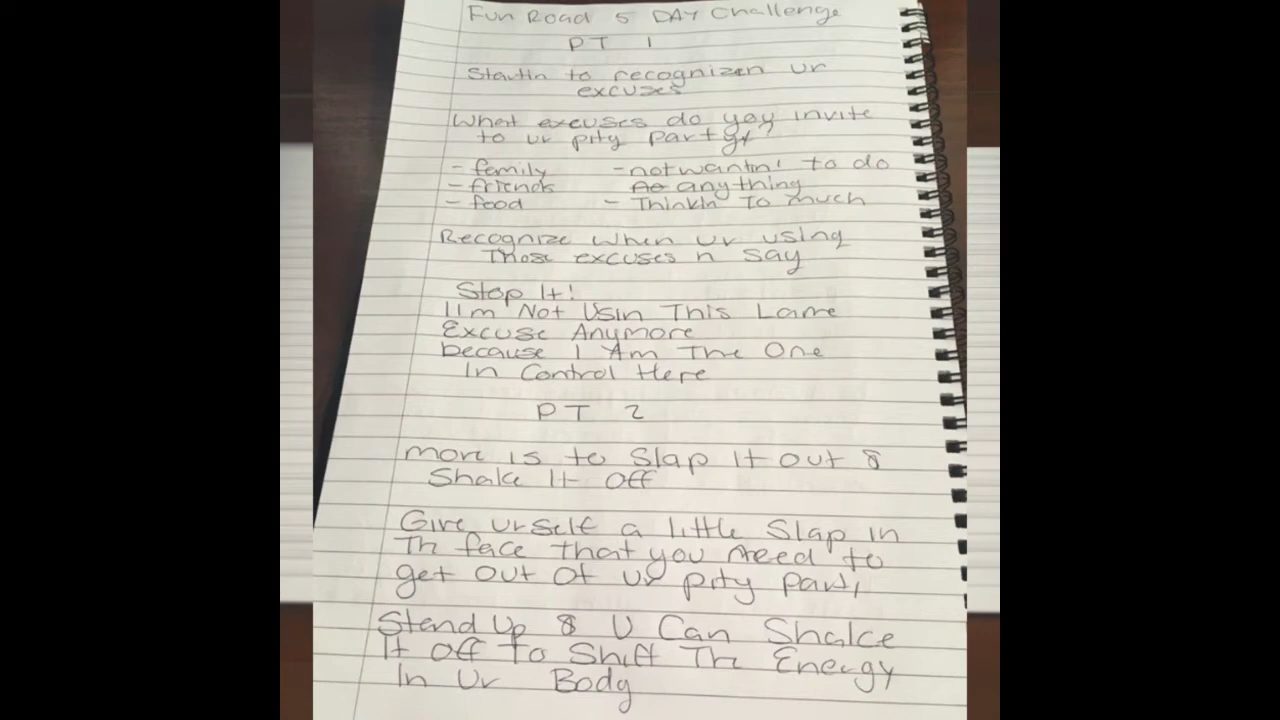 Fun Road 5 DAY Challenge
PT 1
Startin to recognizen ur
excuses
What excuses do you invite
to ur pity party?
- family - not wantin' to do
- friends Ao anything
- food - Thinkin To much
Recognize when ur using
Those excuses n say
Stop It!
I'm Not Usin This Lame
Excuse Anymore
because I Am The One
In Control Here
PT 2
more is to Slap It Out &
Shake It Off
Give urself a little Slap in
Th face that you need to
get out of ur pity party
Stand Up & U Can Shake
It Off To Shift The Energy
In Ur Body